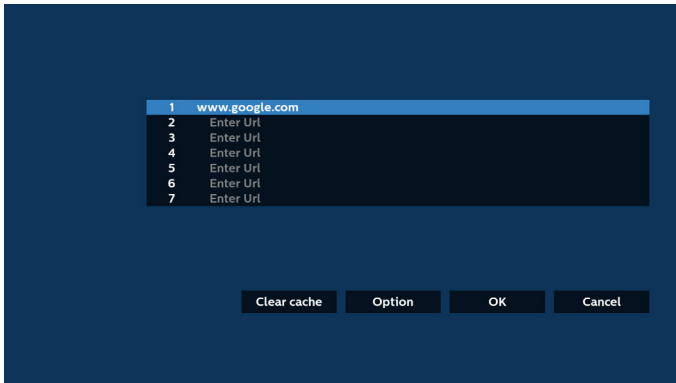 1 www.google.com
2 Enter Url
3 Enter Url
4 Enter Url
5 Enter Url
6 Enter Url
7 Enter Url
Clear cache Option OK Cancel